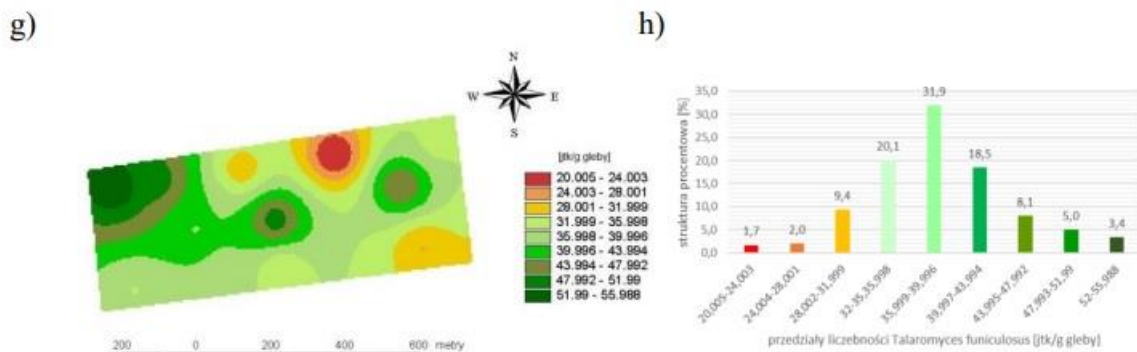 g)
N
W E
S
[jtk/g gleby]
20.005 - 24.003
24.003 - 28.001
28.001 - 31.999
31.999 - 35.998
35.998 - 39.996
39.996 - 43.994
43.994 - 47.992
47.992 - 51.99
51.99 - 55.988
200 0 200 400 600 metry
h)
struktura procentowa [%]
35,0
30,0
25,0
20,0
15,0
10,0
5,0
0,0
1,7
2,0
9,4
20,1
31,9
18,5
8,1
5,0
3,4
20,005-24,003
24,004-28,001
28,002-31,999
32-35,35,998
35,999-39,996
39,997-43,994
43,995-47,992
47,993-51,99
52-55,988
przedziały liczebności Talaromyces funiculosus [jtk/g gleby]